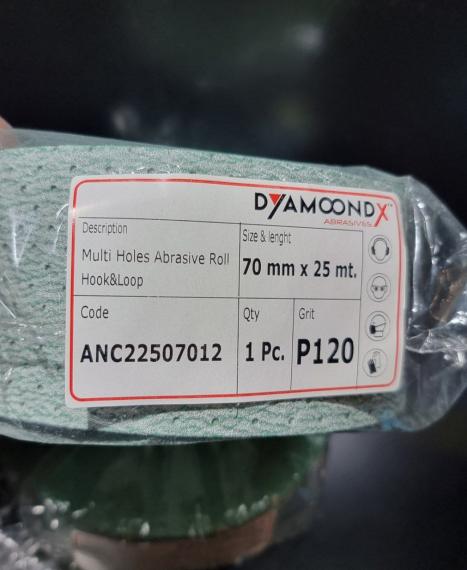 DYAMOONDX™
ABRASIVES
Description
Multi Holes Abrasive Roll
Hook&Loop
Size & lenght
70 mm x 25 mt.
Code
ANC22507012
Qty
1 Pc.
Grit
P120